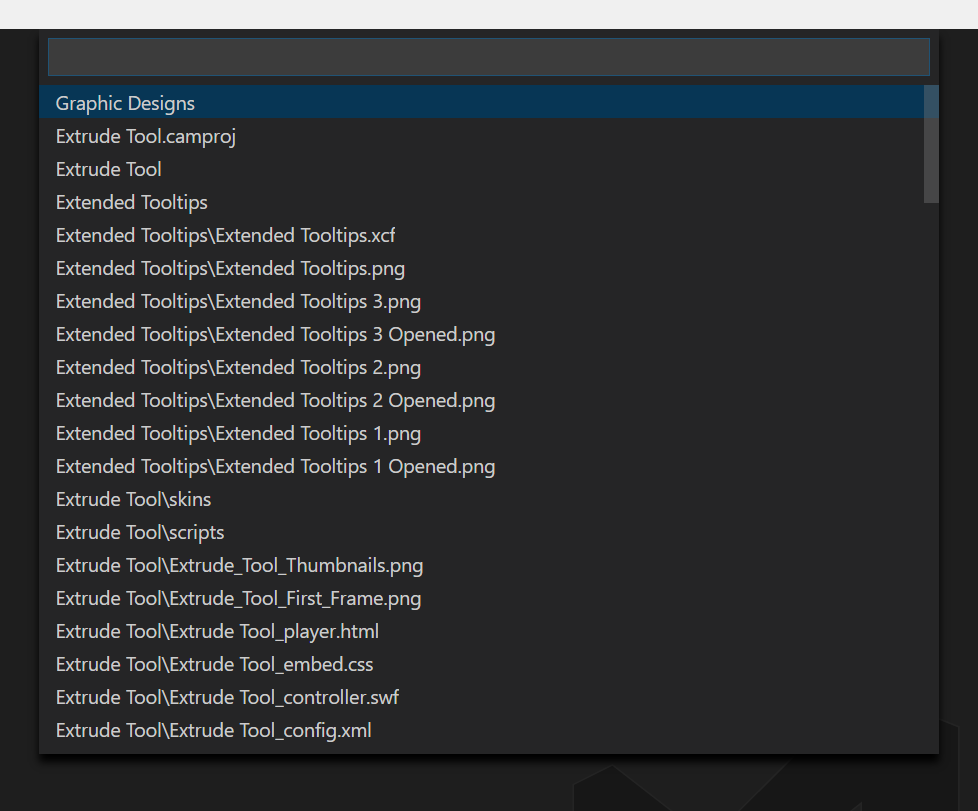 Graphic Designs
Extrude Tool.camproj
Extrude Tool
Extended Tooltips
Extended Tooltips\Extended Tooltips.xcf
Extended Tooltips\Extended Tooltips.png
Extended Tooltips\Extended Tooltips 3.png
Extended Tooltips\Extended Tooltips 3 Opened.png
Extended Tooltips\Extended Tooltips 2.png
Extended Tooltips\Extended Tooltips 2 Opened.png
Extended Tooltips\Extended Tooltips 1.png
Extended Tooltips\Extended Tooltips 1 Opened.png
Extrude Tool\skins
Extrude Tool\scripts
Extrude Tool\Extrude_Tool_Thumbnails.png
Extrude Tool\Extrude_Tool_First_Frame.png
Extrude Tool\Extrude Tool_player.html
Extrude Tool\Extrude Tool_embed.css
Extrude Tool\Extrude Tool_controller.swf
Extrude Tool\Extrude Tool_config.xml